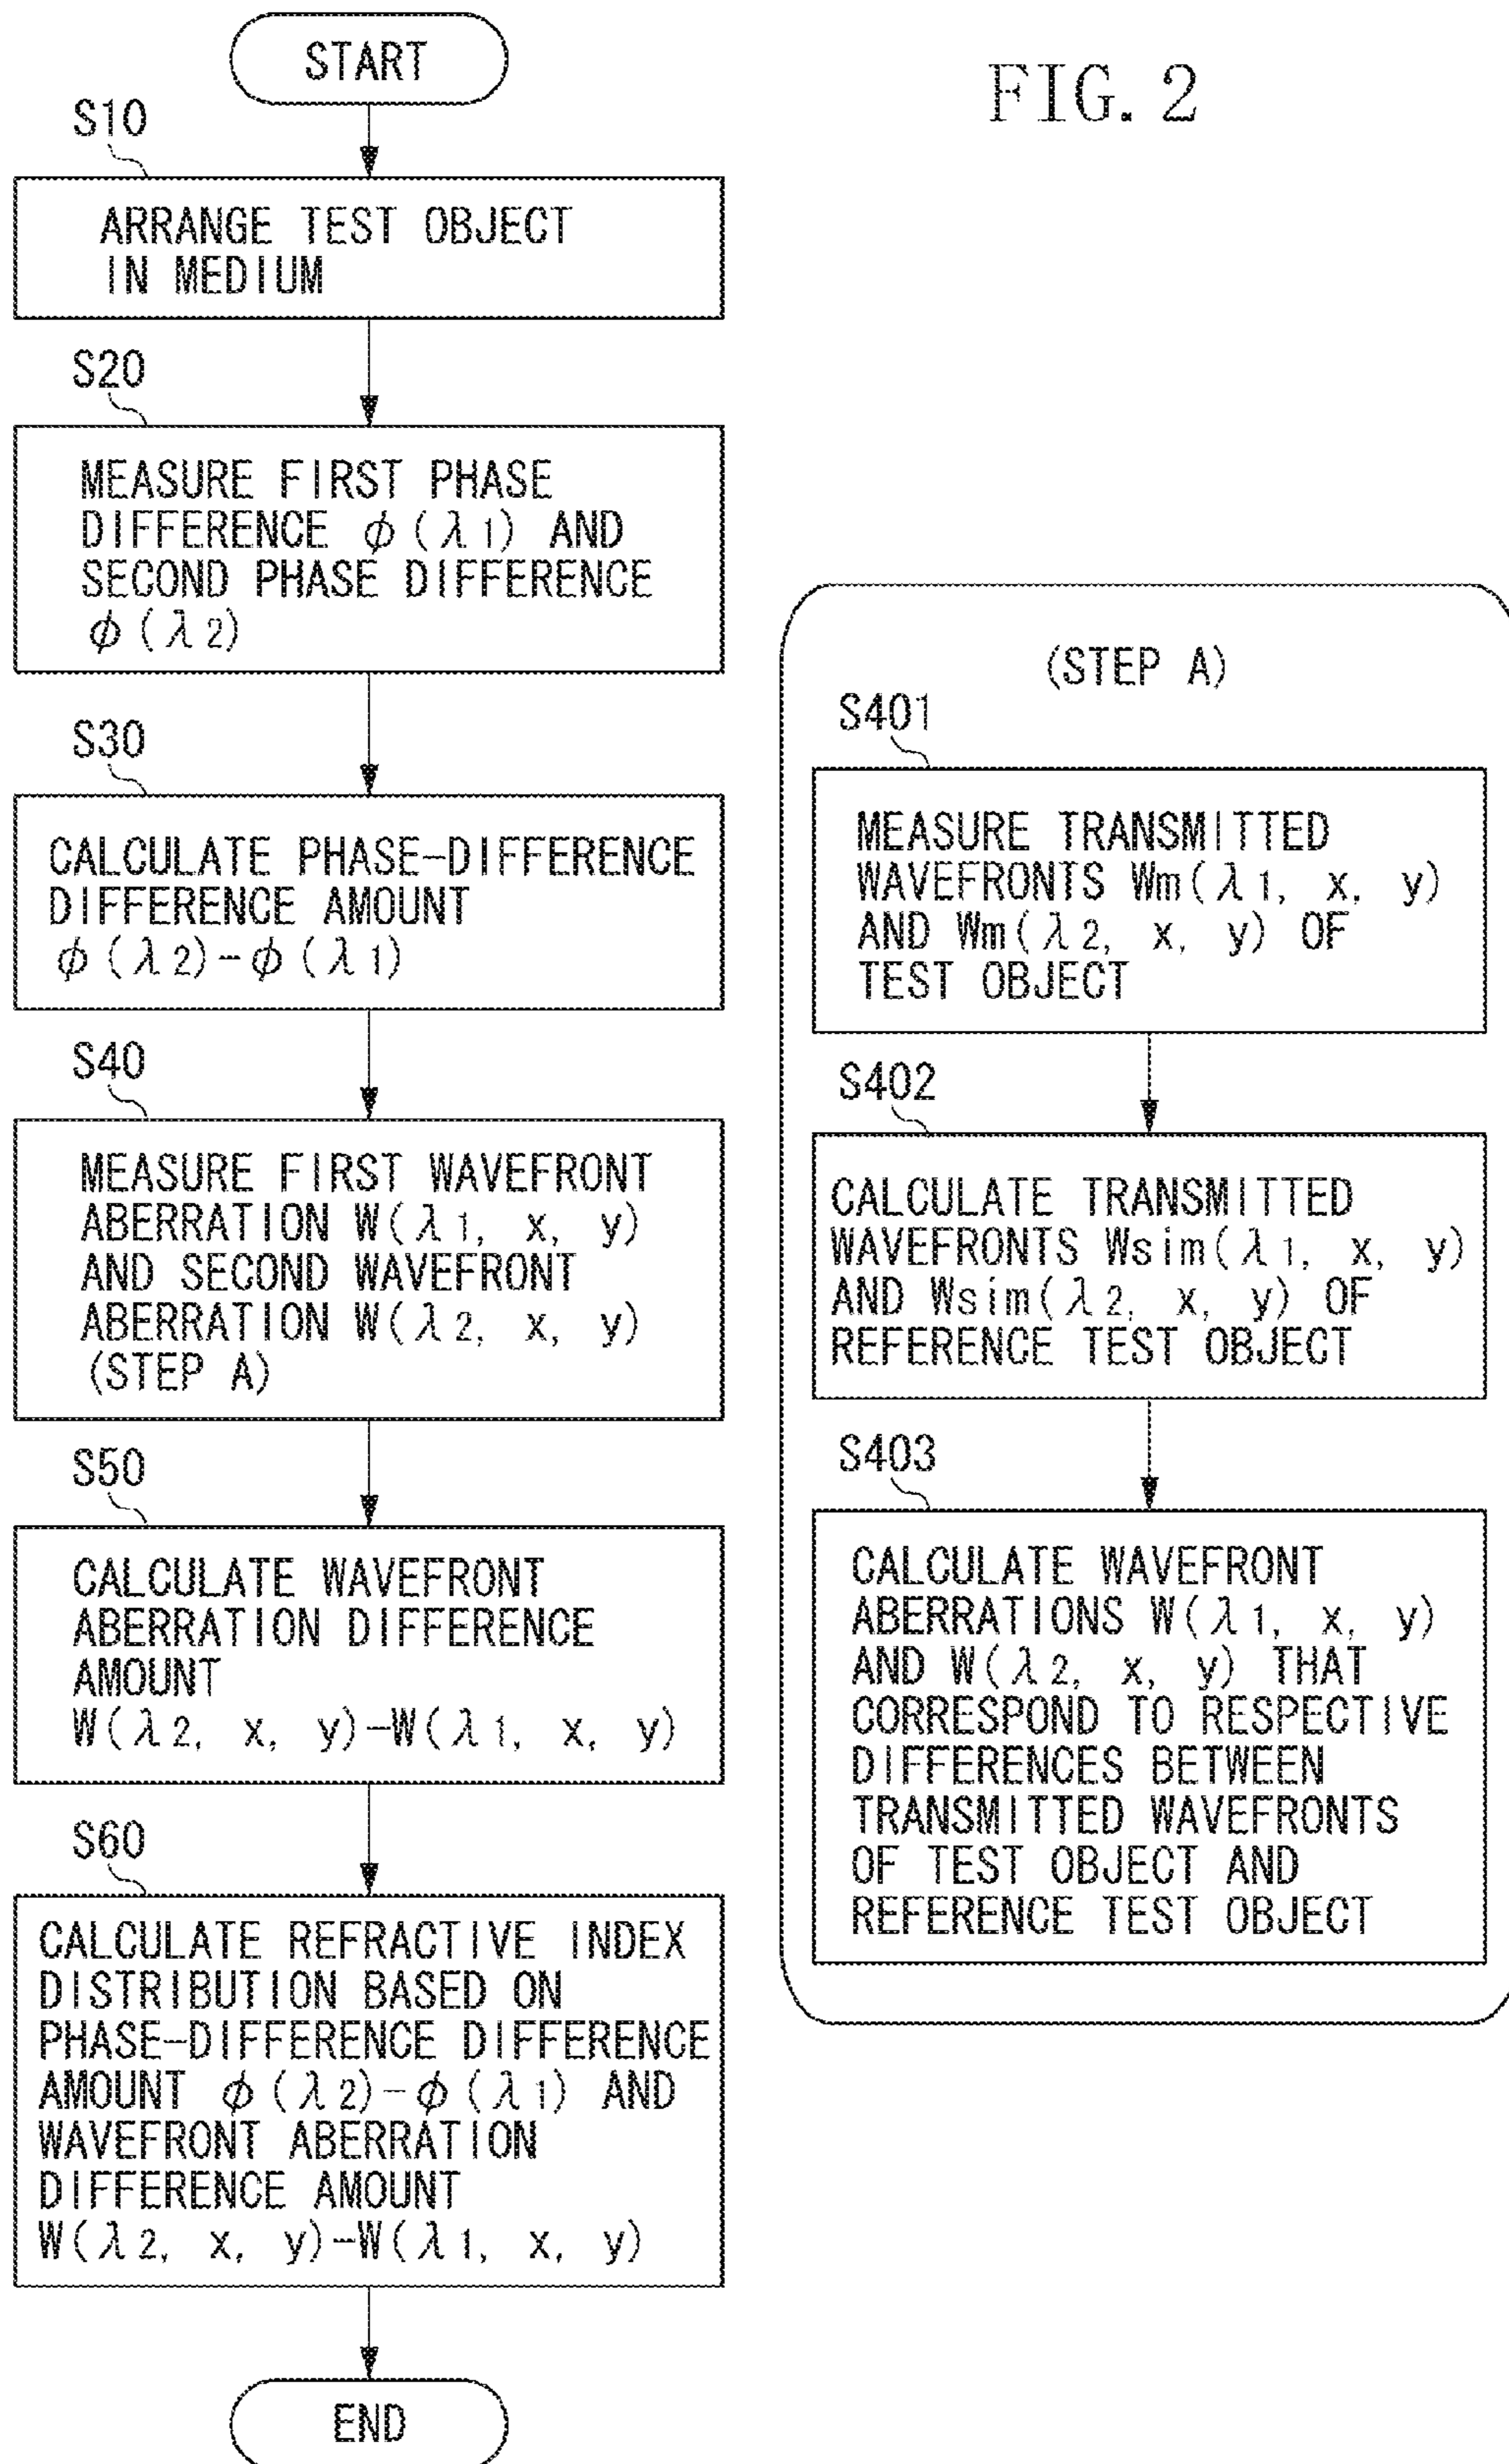 FIG. 2
START
S10
ARRANGE TEST OBJECT
IN MEDIUM
S20
MEASURE FIRST PHASE
DIFFERENCE φ(λ1) AND
SECOND PHASE DIFFERENCE
φ(λ2)
S30
CALCULATE PHASE-DIFFERENCE
DIFFERENCE AMOUNT
φ(λ2)-φ(λ1)
S40
MEASURE FIRST WAVEFRONT
ABERRATION W(λ1, x, y)
AND SECOND WAVEFRONT
ABERRATION W(λ2, x, y)
(STEP A)
S50
CALCULATE WAVEFRONT
ABERRATION DIFFERENCE
AMOUNT
W(λ2, x, y)-W(λ1, x, y)
S60
CALCULATE REFRACTIVE INDEX
DISTRIBUTION BASED ON
PHASE-DIFFERENCE DIFFERENCE
AMOUNT φ(λ2)-φ(λ1) AND
WAVEFRONT ABERRATION
DIFFERENCE AMOUNT
W(λ2, x, y)-W(λ1, x, y)
END
(STEP A)
S401
MEASURE TRANSMITTED
WAVEFRONTS Wm(λ1, x, y)
AND Wm(λ2, x, y) OF
TEST OBJECT
S402
CALCULATE TRANSMITTED
WAVEFRONTS Wsim(λ1, x, y)
AND Wsim(λ2, x, y) OF
REFERENCE TEST OBJECT
S403
CALCULATE WAVEFRONT
ABERRATIONS W(λ1, x, y)
AND W(λ2, x, y) THAT
CORRESPOND TO RESPECTIVE
DIFFERENCES BETWEEN
TRANSMITTED WAVEFRONTS
OF TEST OBJECT AND
REFERENCE TEST OBJECT